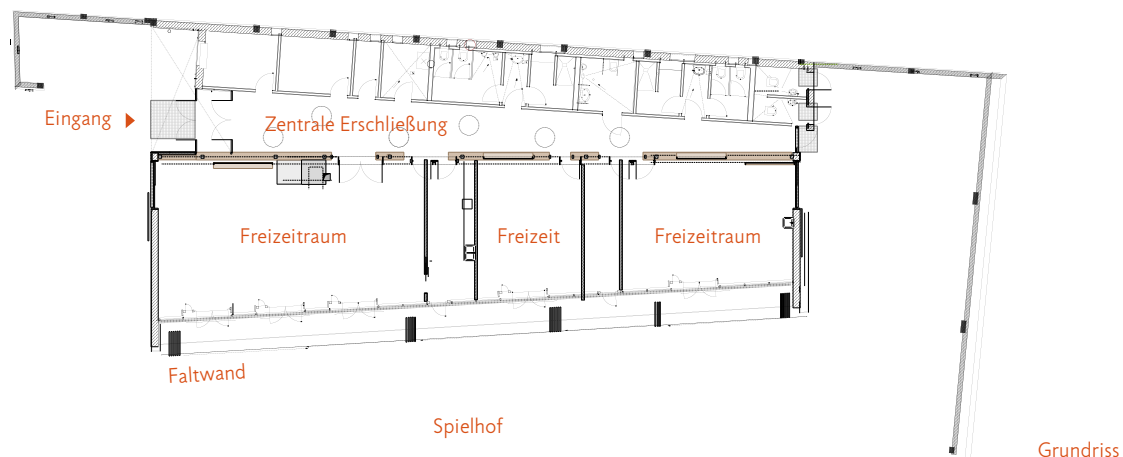 Eingang
Zentrale Erschließung
Freizeitraum
Freizeit
Freizeitraum
Faltwand
Spielhof
Grundriss